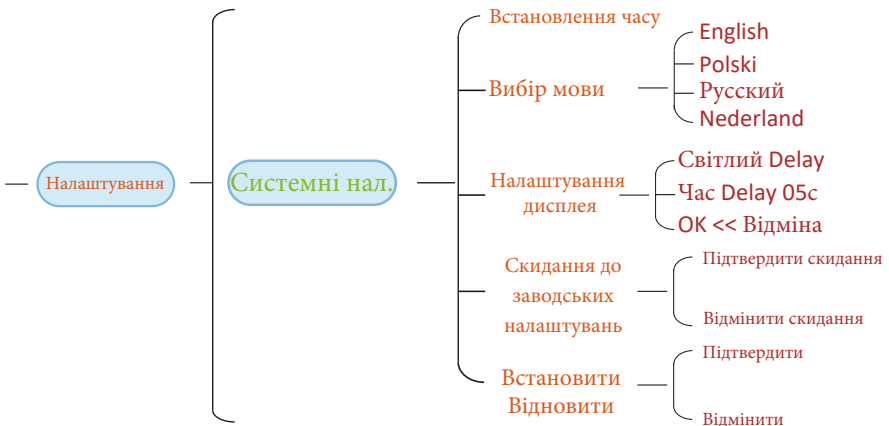 Налаштування
Системні нал.
Встановлення часу
Вибір мови
English
Polski
Русский
Nederland
Налаштування
дисплея
Світлий Delay
Час Delay 05с
OK << Відміна
Скидання до
заводських
налаштувань
Підтвердити скидання
Відмінити скидання
Встановити
Відновити
Підтвердити
Відмінити